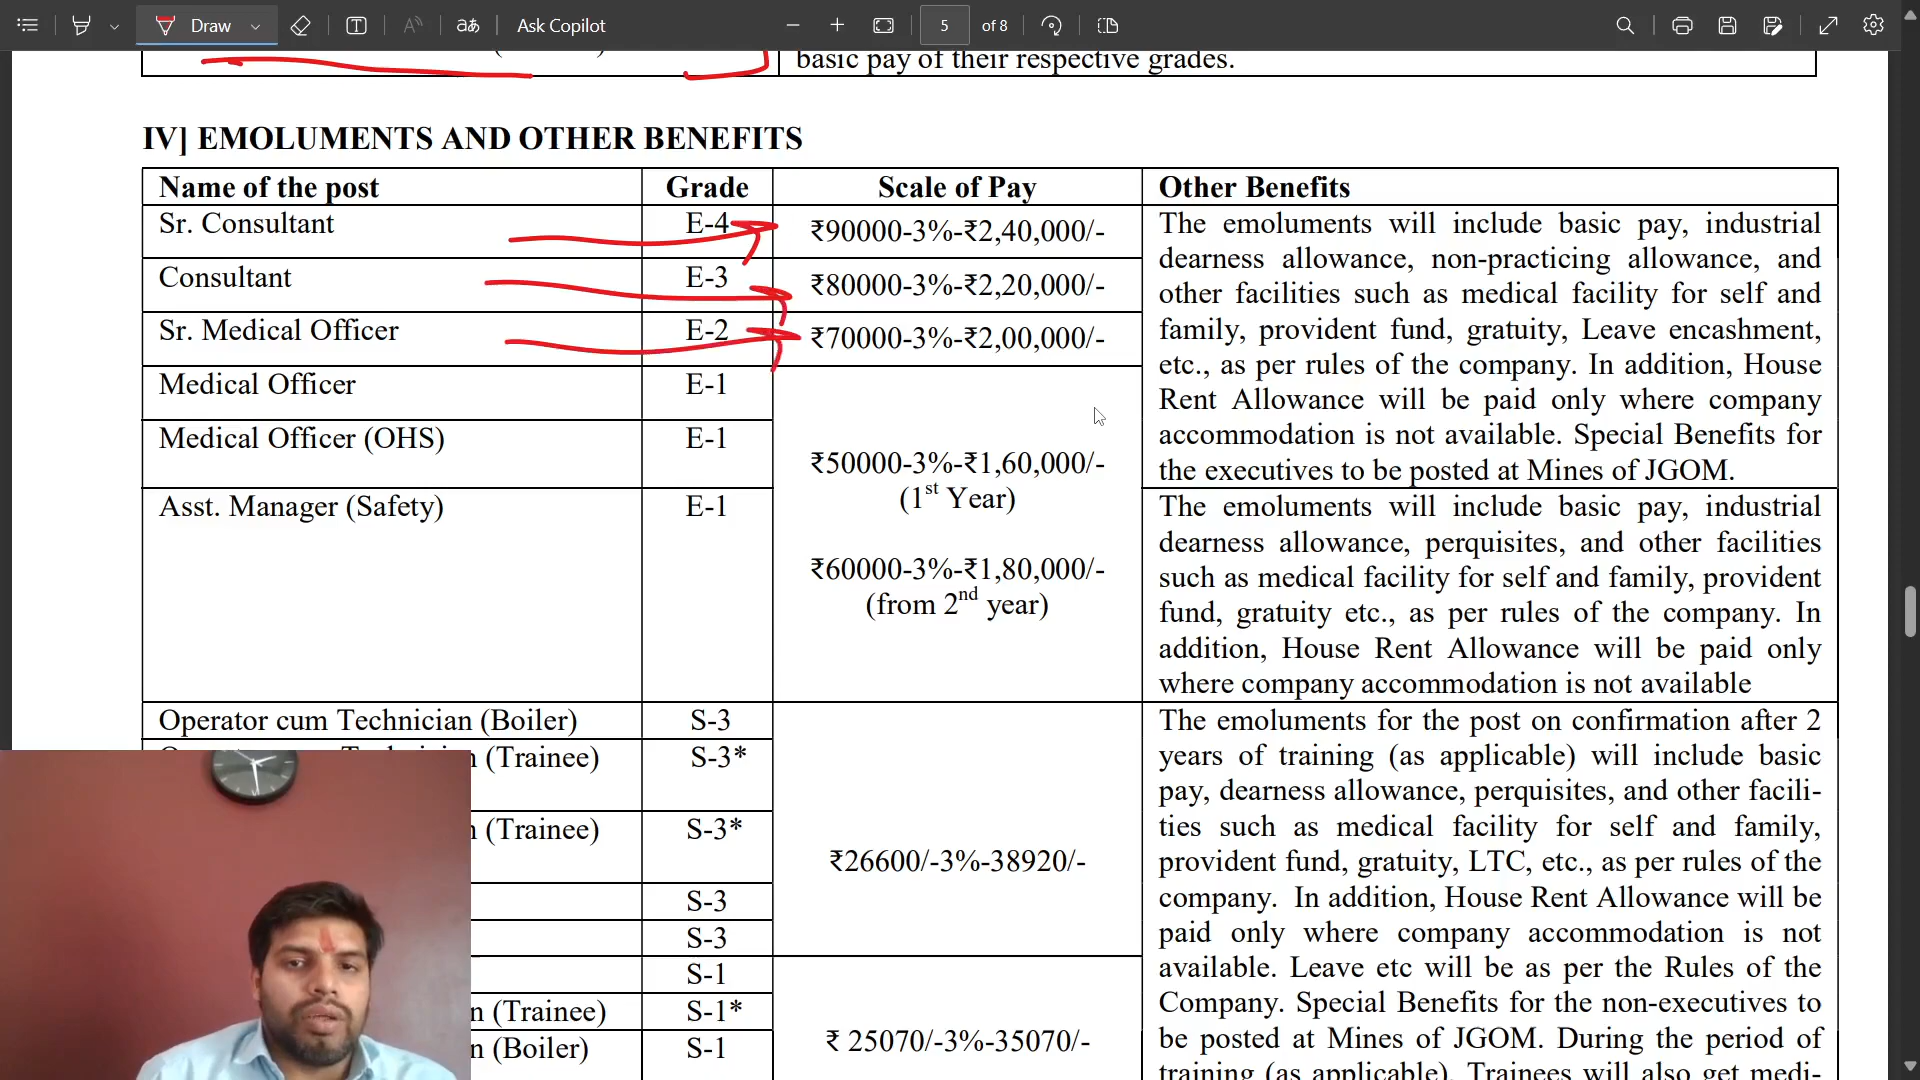 Draw
Ask Copilot
5 of 8
basic pay of their respective grades.
IV] EMOLUMENTS AND OTHER BENEFITS
Name of the post Grade Scale of Pay Other Benefits
Sr. Consultant E-4 ₹90000-3%-₹2,40,000/-
Consultant E-3 ₹80000-3%-₹2,20,000/-
Sr. Medical Officer E-2 ₹70000-3%-₹2,00,000/-
Medical Officer E-1
Medical Officer (OHS) E-1
Asst. Manager (Safety) E-1
₹50000-3%-₹1,60,000/-
(1st Year)
₹60000-3%-₹1,80,000/-
(from 2nd year)
The emoluments will include basic pay, industrial
dearness allowance, non-practicing allowance, and
other facilities such as medical facility for self and
family, provident fund, gratuity, Leave encashment,
etc., as per rules of the company. In addition, House
Rent Allowance will be paid only where company
accommodation is not available. Special Benefits for
the executives to be posted at Mines of JGOM.
The emoluments will include basic pay, industrial
dearness allowance, perquisites, and other facilities
such as medical facility for self and family, provident
fund, gratuity etc., as per rules of the company. In
addition, House Rent Allowance will be paid only
where company accommodation is not available
Operator cum Technician (Boiler) S-3
(Trainee) S-3*
(Trainee) S-3*
S-3
S-3
₹26600/-3%-38920/-
S-1
(Trainee) S-1*
(Boiler) S-1
₹ 25070/-3%-35070/-
The emoluments for the post on confirmation after 2
years of training (as applicable) will include basic
pay, dearness allowance, perquisites, and other facili-
ties such as medical facility for self and family,
provident fund, gratuity, LTC, etc., as per rules of the
company. In addition, House Rent Allowance will be
paid only where company accommodation is not
available. Leave etc will be as per the Rules of the
Company. Special Benefits for the non-executives to
be posted at Mines of JGOM. During the period of
training (as applicable), Trainees will also get medi-